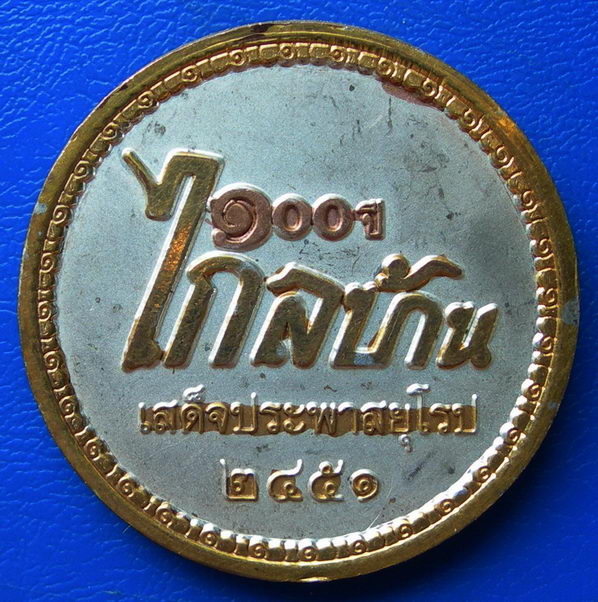 ๑๐๐ปี
ไกลบ้าน
เสด็จประพาสยุโรป
๒๔๕๑